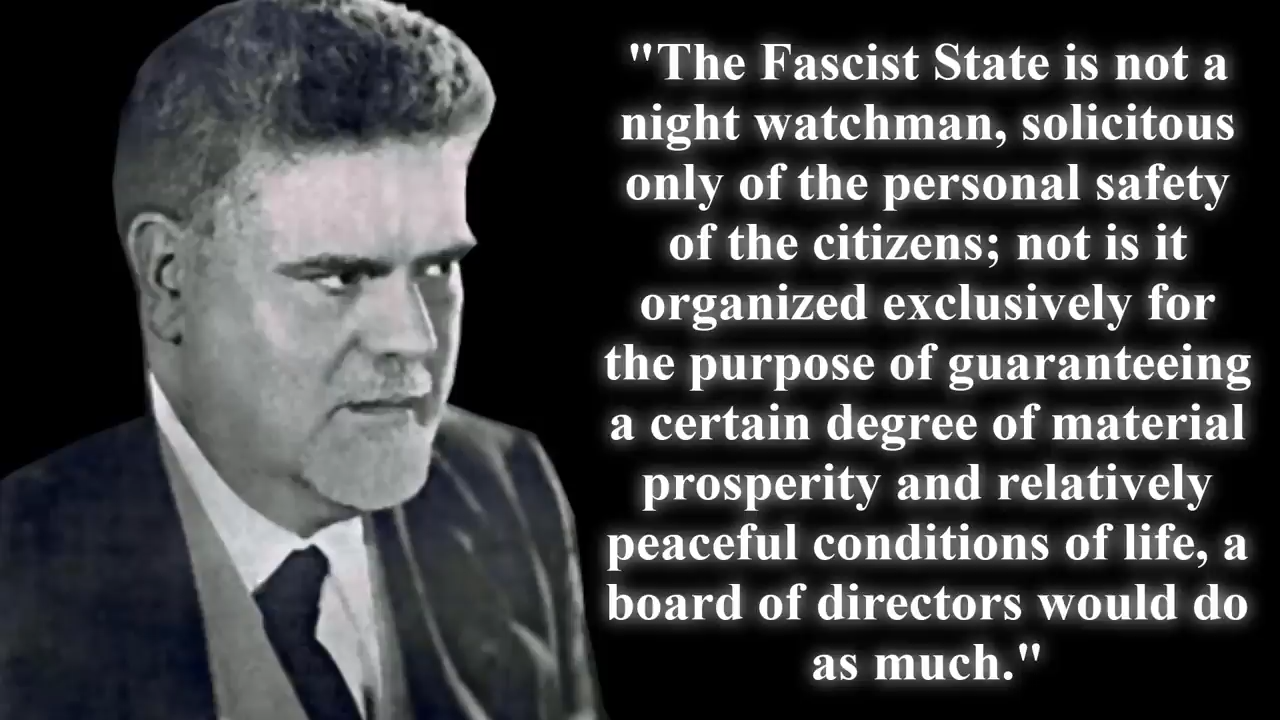 "The Fascist State is not a
night watchman, solicitous
only of the personal safety
of the citizens; not is it
organized exclusively for
the purpose of guaranteeing
a certain degree of material
prosperity and relatively
peaceful conditions of life, a
board of directors would do
as much."